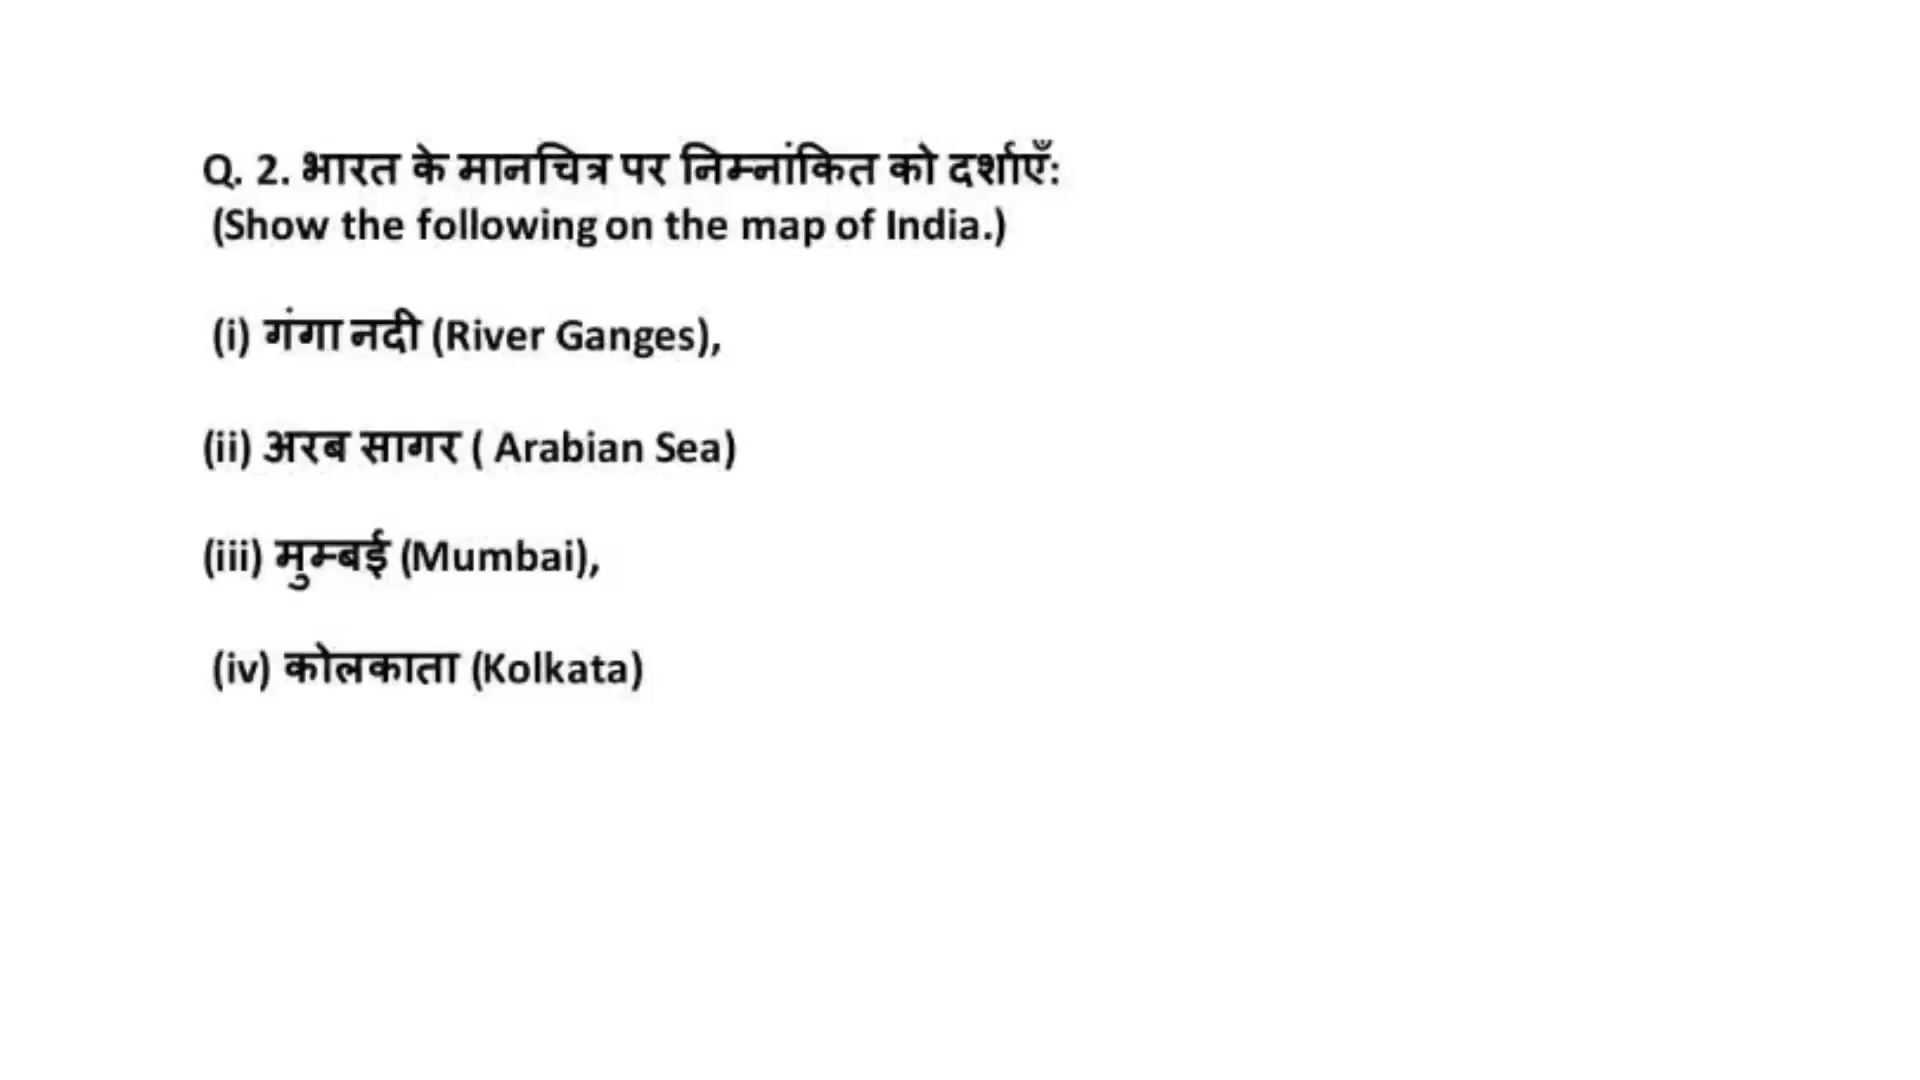 Q. 2. भारत के मानचित्र पर निम्नांकित को दर्शाएँ:
(Show the following on the map of India.)
(i) गंगा नदी (River Ganges),
(ii) अरब सागर ( Arabian Sea)
(iii) मुम्बई (Mumbai),
(iv) कोलकाता (Kolkata)